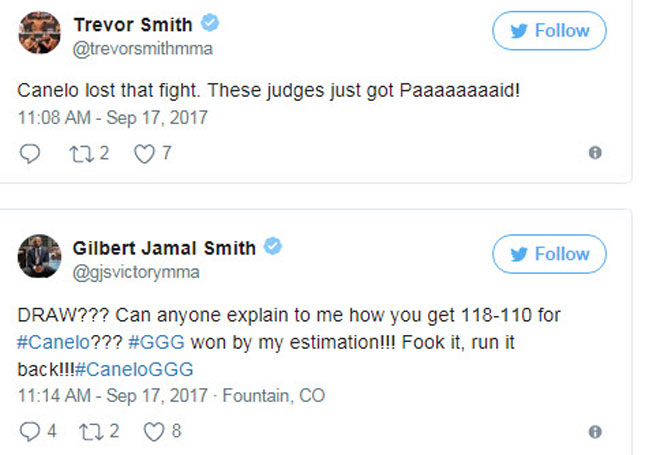 Trevor Smith
@trevorsmithmma
Follow
Canelo lost that fight. These judges just got Paaaaaaaaid!
11:08 AM - Sep 17, 2017
2 7
Gilbert Jamal Smith
@gjsvictorymma
Follow
DRAW??? Can anyone explain to me how you get 118-110 for
#Canelo??? #GGG won by my estimation!!! Fook it, run it
back!!!#CaneloGGG
11:14 AM - Sep 17, 2017 · Fountain, CO
4 2 8